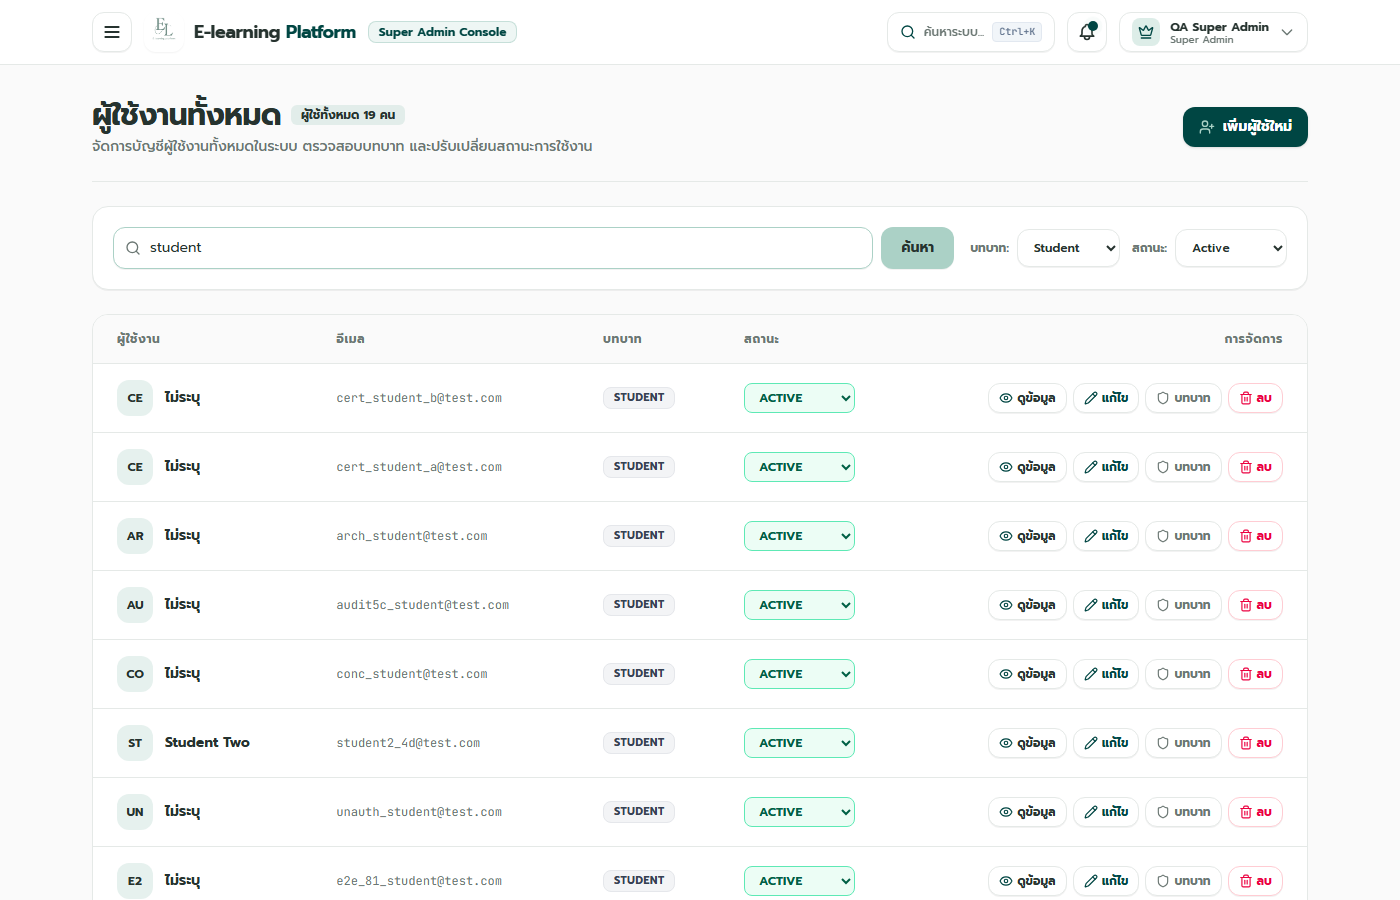 EL
E-learning Platform
Super Admin Console
ค้นหาระบบ...
Ctrl+K
QA Super Admin
Super Admin
ผู้ใช้งานทั้งหมด
ผู้ใช้ทั้งหมด 19 คน
จัดการบัญชีผู้ใช้งานทั้งหมดในระบบ ตรวจสอบบทบาท และปรับเปลี่ยนสถานะการใช้งาน
เพิ่มผู้ใช้ใหม่
student
ค้นหา
บทบาท:
Student
สถานะ:
Active
ผู้ใช้งาน อีเมล บทบาท สถานะ การจัดการ
CE ไม่ระบุ cert_student_b@test.com STUDENT ACTIVE ดูข้อมูล แก้ไข บทบาท ลบ
CE ไม่ระบุ cert_student_a@test.com STUDENT ACTIVE ดูข้อมูล แก้ไข บทบาท ลบ
AR ไม่ระบุ arch_student@test.com STUDENT ACTIVE ดูข้อมูล แก้ไข บทบาท ลบ
AU ไม่ระบุ audit5c_student@test.com STUDENT ACTIVE ดูข้อมูล แก้ไข บทบาท ลบ
CO ไม่ระบุ conc_student@test.com STUDENT ACTIVE ดูข้อมูล แก้ไข บทบาท ลบ
ST Student Two student2_4d@test.com STUDENT ACTIVE ดูข้อมูล แก้ไข บทบาท ลบ
UN ไม่ระบุ unauth_student@test.com STUDENT ACTIVE ดูข้อมูล แก้ไข บทบาท ลบ
E2 ไม่ระบุ e2e_81_student@test.com STUDENT ACTIVE ดูข้อมูล แก้ไข บทบาท ลบ